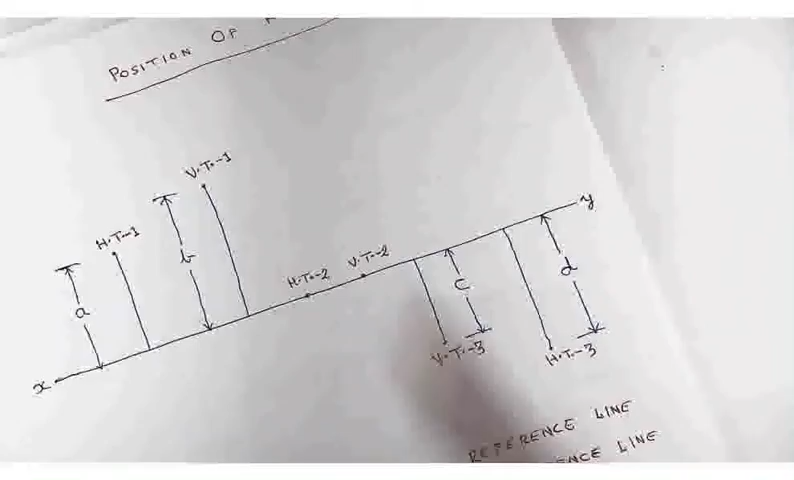 POSITION OF
V.T.-1
H.T.-1
a
b
H.T.-2
V.T.-2
y
c
d
V.T.-3
H.T.-3
x
REFERENCE LINE
LINE